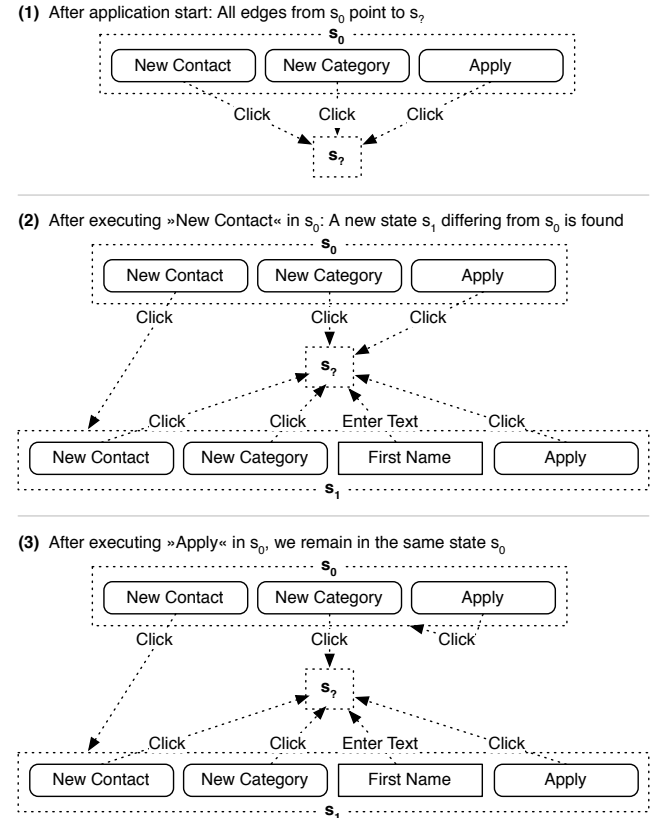 (1) After application start: All edges from s0 point to s?
s0
New Contact New Category Apply
Click Click Click
s?
(2) After executing »New Contact« in s0: A new state s1 differing from s0 is found
s0
New Contact New Category Apply
Click Click Click
s?
Click Click Enter Text Click
New Contact New Category First Name Apply
s1
(3) After executing »Apply« in s0, we remain in the same state s0
s0
New Contact New Category Apply
Click Click Click
s?
Click Click Enter Text Click
New Contact New Category First Name Apply
s1